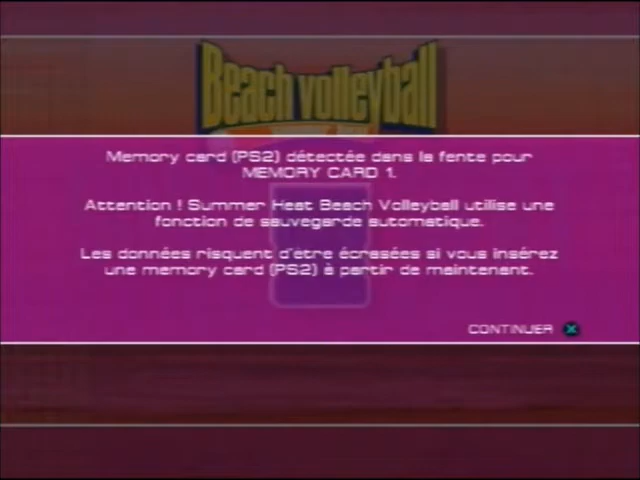 Beach volleyball
Memory card (PS2) détectée dans la fente pour
MEMORY CARD 1.
Attention ! Summer Heat Beach Volleyball utilise une
fonction de sauvegarde automatique.
Les données risquent d'être écrasées si vous insérez
une memory card (PS2) à partir de maintenant.
CONTINUER